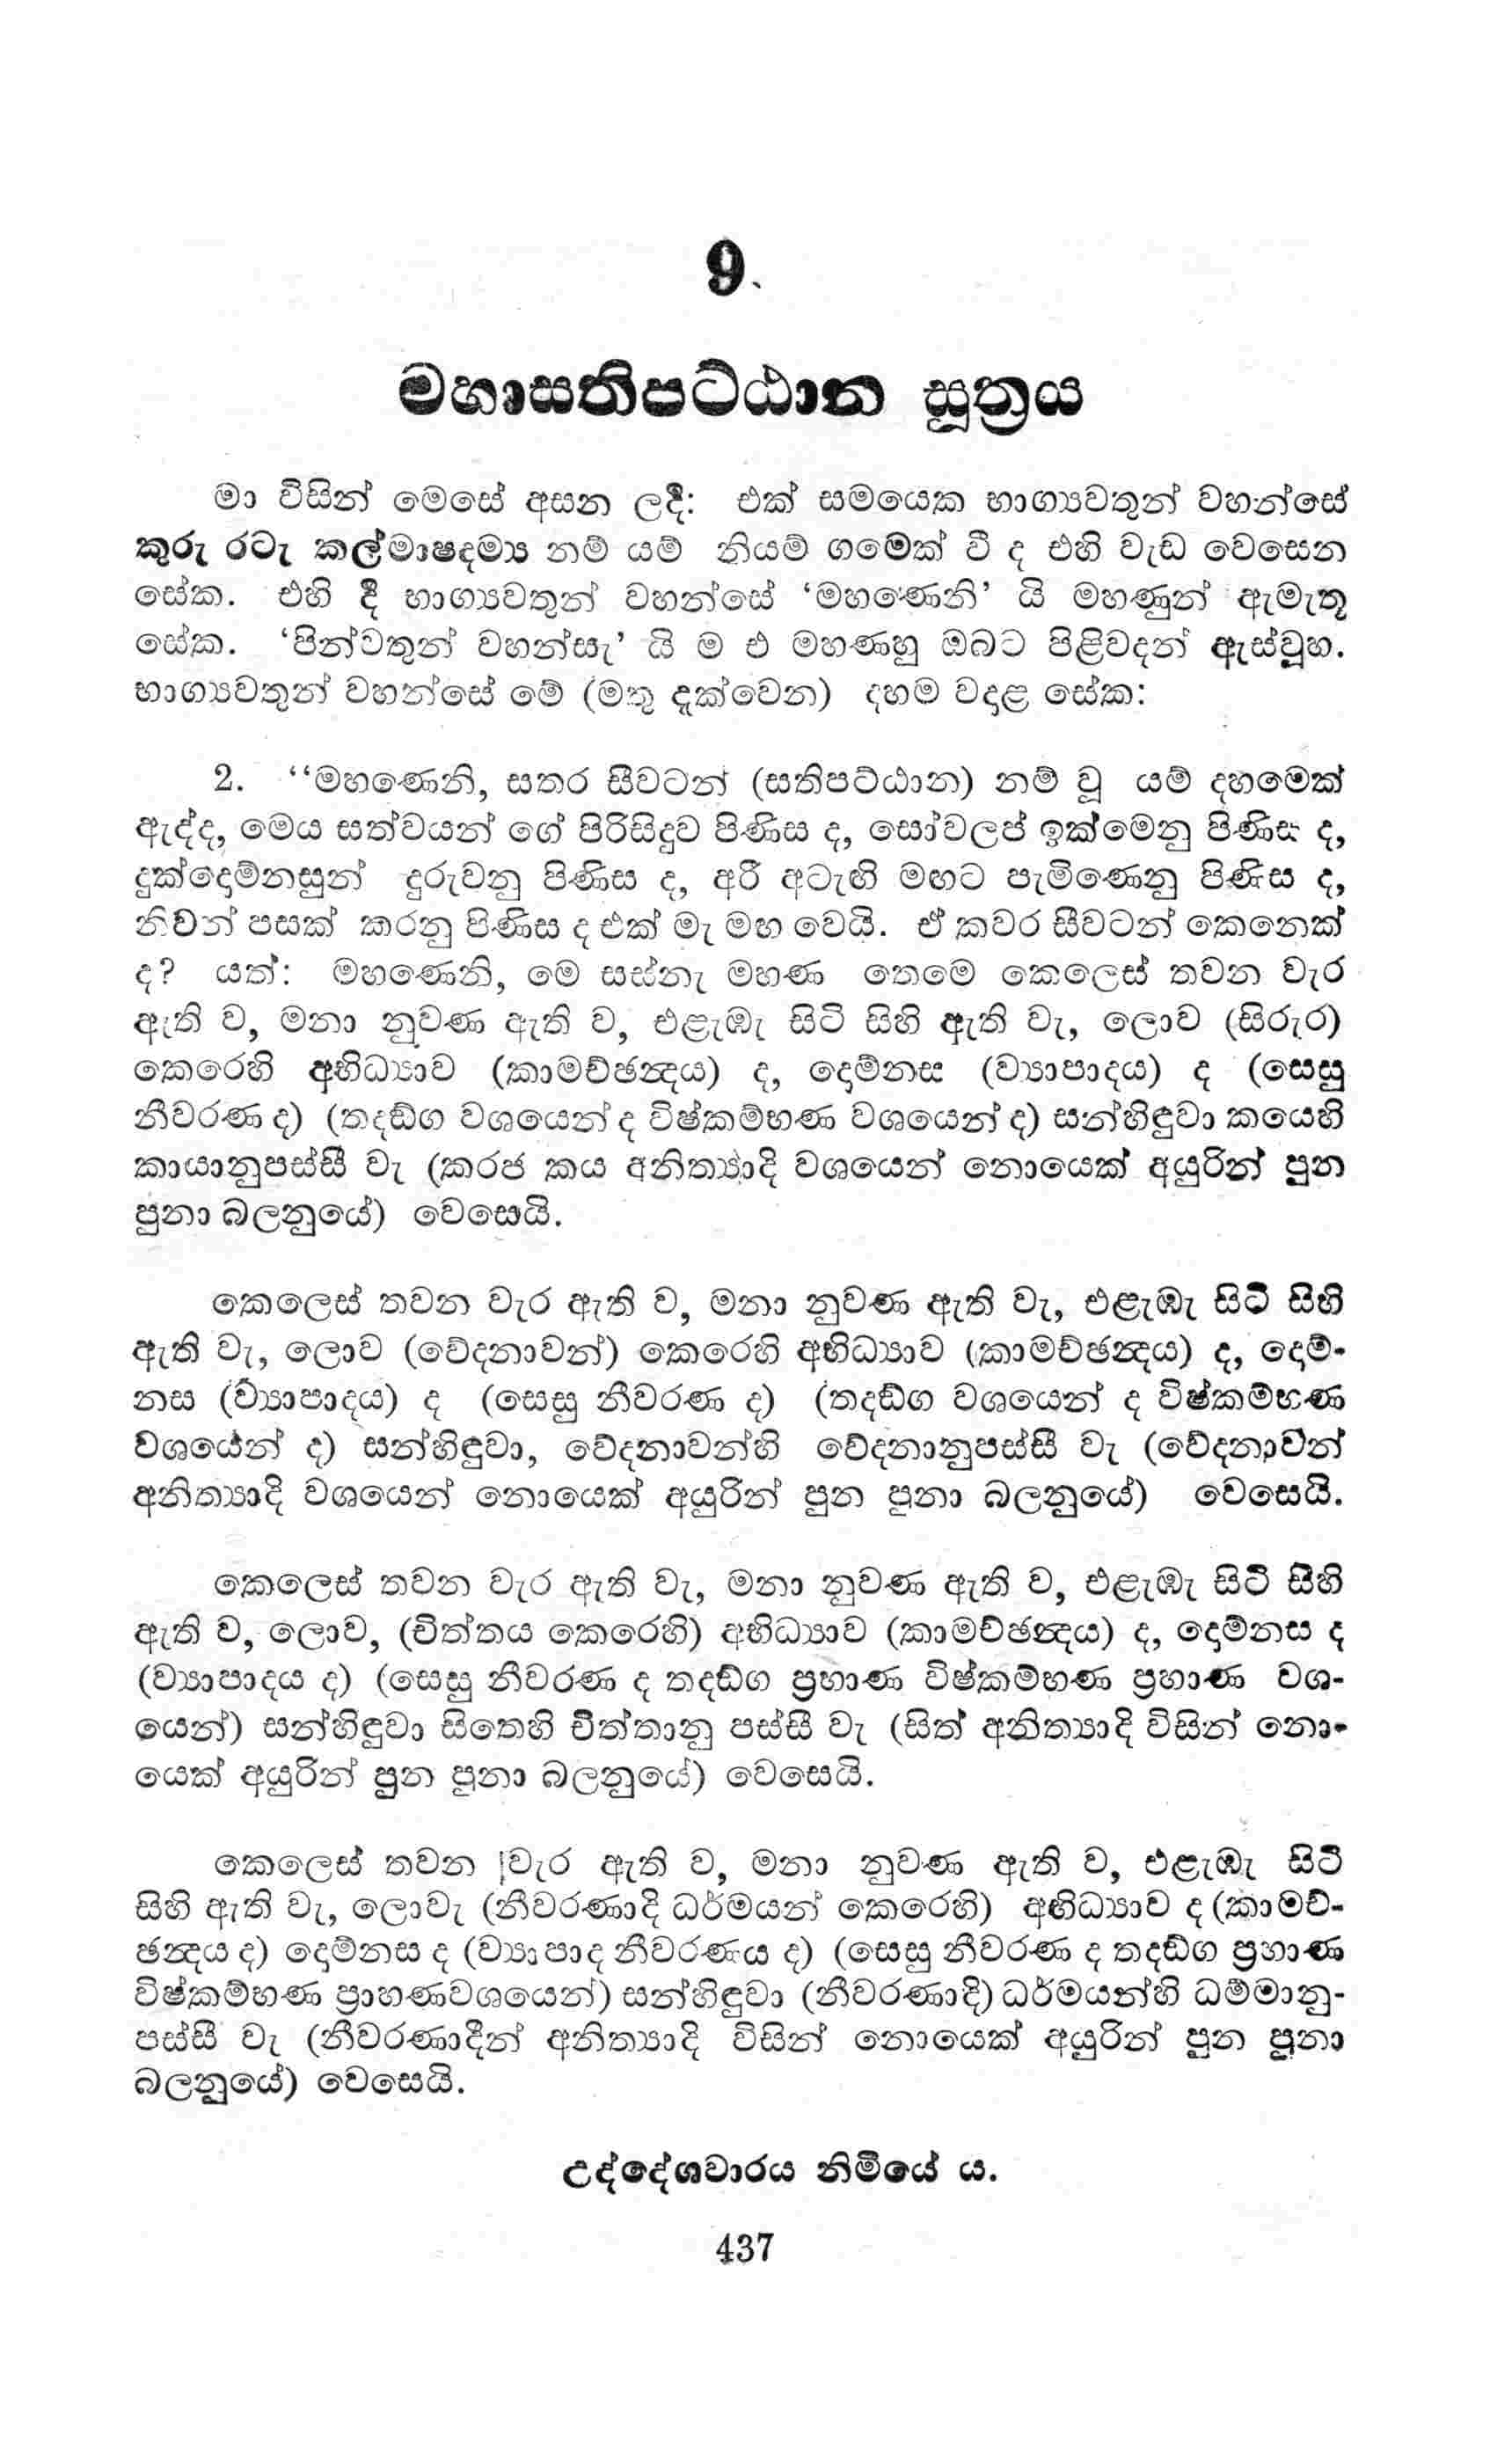 9.
මහාසතිපට්ඨාන සූත්‍රය
මා විසින් මෙසේ අසන ලදී: එක් සමයෙක භාග්‍යවතුන් වහන්සේ
කුරු රටැ කල්මාෂදම්‍ය නම් යම් නියම් ගමෙක් වී ද එහි වැඩ වෙසෙන
සේක. එහි දී භාග්‍යවතුන් වහන්සේ ‘මහණෙනි’ යි මහණුන් ඇමැතූ
සේක. ‘පින්වතුන් වහන්සැ’ යි ම එ මහණහු ඔබට පිළිවදන් ඇස්වූහ.
භාග්‍යවතුන් වහන්සේ මේ (මතු දැක්වෙන) දහම වදාළ සේක:
2. ‘‘මහණෙනි, සතර සීවටන් (සතිපට්ඨාන) නම් වූ යම් දහමෙක්
ඇද්ද, මෙය සත්වයන් ගේ පිරිසිදුව පිණිස ද, සෝවලප් ඉක්මෙනු පිණිස ද,
දුක්දොම්නසුන් දුරුවනු පිණිස ද, අරී අටැඟි මඟට පැමිණෙනු පිණිස ද,
නිවන් පසක් කරනු පිණිස ද එක් මැ මඟ වෙයි. ඒ කවර සීවටන් කෙනෙක්
ද? යත්: මහණෙනි, මෙ සස්නැ මහණ තෙමෙ කෙලෙස් තවන වැර
ඇති ව, මනා නුවණ ඇති ව, එළැඹැ සිටි සිහි ඇති වැ, ලොව (සිරුර)
කෙරෙහි අභිධ්‍යාව (කාමච්ඡන්‍දය) ද, දොම්නස (ව්‍යාපාදය) ද (සෙසු
නීවරණ ද) (තදඞ්ග වශයෙන් ද විෂ්කම්භණ වශයෙන් ද) සන්හිඳුවා කයෙහි
කායානුපස්සී වැ (කරජ කය අනිත්‍යාදි වශයෙන් නොයෙක් අයුරින් පුන
පුනා බලනුයේ) වෙසෙයි.
කෙලෙස් තවන වැර ඇති ව, මනා නුවණ ඇති වැ, එළැඹැ සිටි සිහි
ඇති වැ, ලොව (වේදනාවන්) කෙරෙහි අභිධ්‍යාව (කාමච්ඡන්‍දය) ද, දොම්-
නස (ව්‍යාපාදය) ද (සෙසු නීවරණ ද) (තදඞ්ග වශයෙන් ද විෂ්කම්භණ
වශයෙන් ද) සන්හිඳුවා, වේදනාවන්හි වේදනානුපස්සී වැ (වේදනාවන්
අනිත්‍යාදි වශයෙන් නොයෙක් අයුරින් පුන පුනා බලනුයේ) වෙසෙයි.
කෙලෙස් තවන වැර ඇති වැ, මනා නුවණ ඇති ව, එළැඹැ සිටි සිහි
ඇති ව, ලොව, (චිත්තය කෙරෙහි) අභිධ්‍යාව (කාමච්ඡන්‍දය) ද, දොම්නස ද
(ව්‍යාපාදය ද) (සෙසු නීවරණ ද තදඞ්ග ප්‍රහාණ විෂ්කම්භණ ප්‍රහාණ වශ-
යෙන්) සන්හිඳුවා සිතෙහි චිත්තානු පස්සී වැ (සිත් අනිත්‍යාදි විසින් නො-
යෙක් අයුරින් පුන පුනා බලනුයේ) වෙසෙයි.
කෙලෙස් තවන වැර ඇති ව, මනා නුවණ ඇති ව, එළැඹැ සිටි
සිහි ඇති වැ, ලොවැ (නීවරණාදි ධර්මයන් කෙරෙහි) අභිධ්‍යාව ද (කාමච්-
ඡන්‍දය ද) දොම්නස ද (ව්‍යාපාද නීවරණය ද) (සෙසු නීවරණ ද තදඞ්ග ප්‍රහාණ
විෂ්කම්භණ ප්‍රාහණවශයෙන්) සන්හිඳුවා (නීවරණාදි) ධර්මයන්හි ධම්මානු-
පස්සී වැ (නීවරණාදීන් අනිත්‍යාදි විසින් නොයෙක් අයුරින් පුන පුනා
බලනුයේ) වෙසෙයි.
උද්දේශවාරය නිමියේ ය.
437